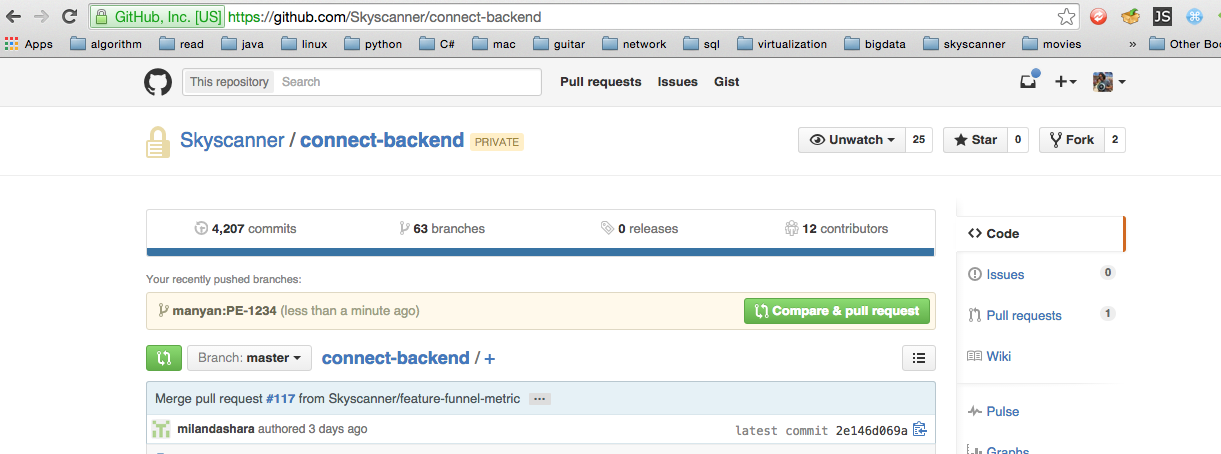 GitHub, Inc. [US] https://github.com/Skyscanner/connect-backend JS
Apps algorithm read java linux python C# mac guitar network sql virtualization bigdata skyscanner movies » Other Boo
This repository Search Pull requests Issues Gist
Skyscanner / connect-backend PRIVATE Unwatch 25 Star 0 Fork 2
4,207 commits 63 branches 0 releases 12 contributors
Code
Your recently pushed branches:
Issues 0
manyan:PE-1234 (less than a minute ago) Compare & pull request
Pull requests 1
Branch: master connect-backend / +
Wiki
Merge pull request #117 from Skyscanner/feature-funnel-metric ...
Pulse
milandashara authored 3 days ago latest commit 2e146d069a
Graphs